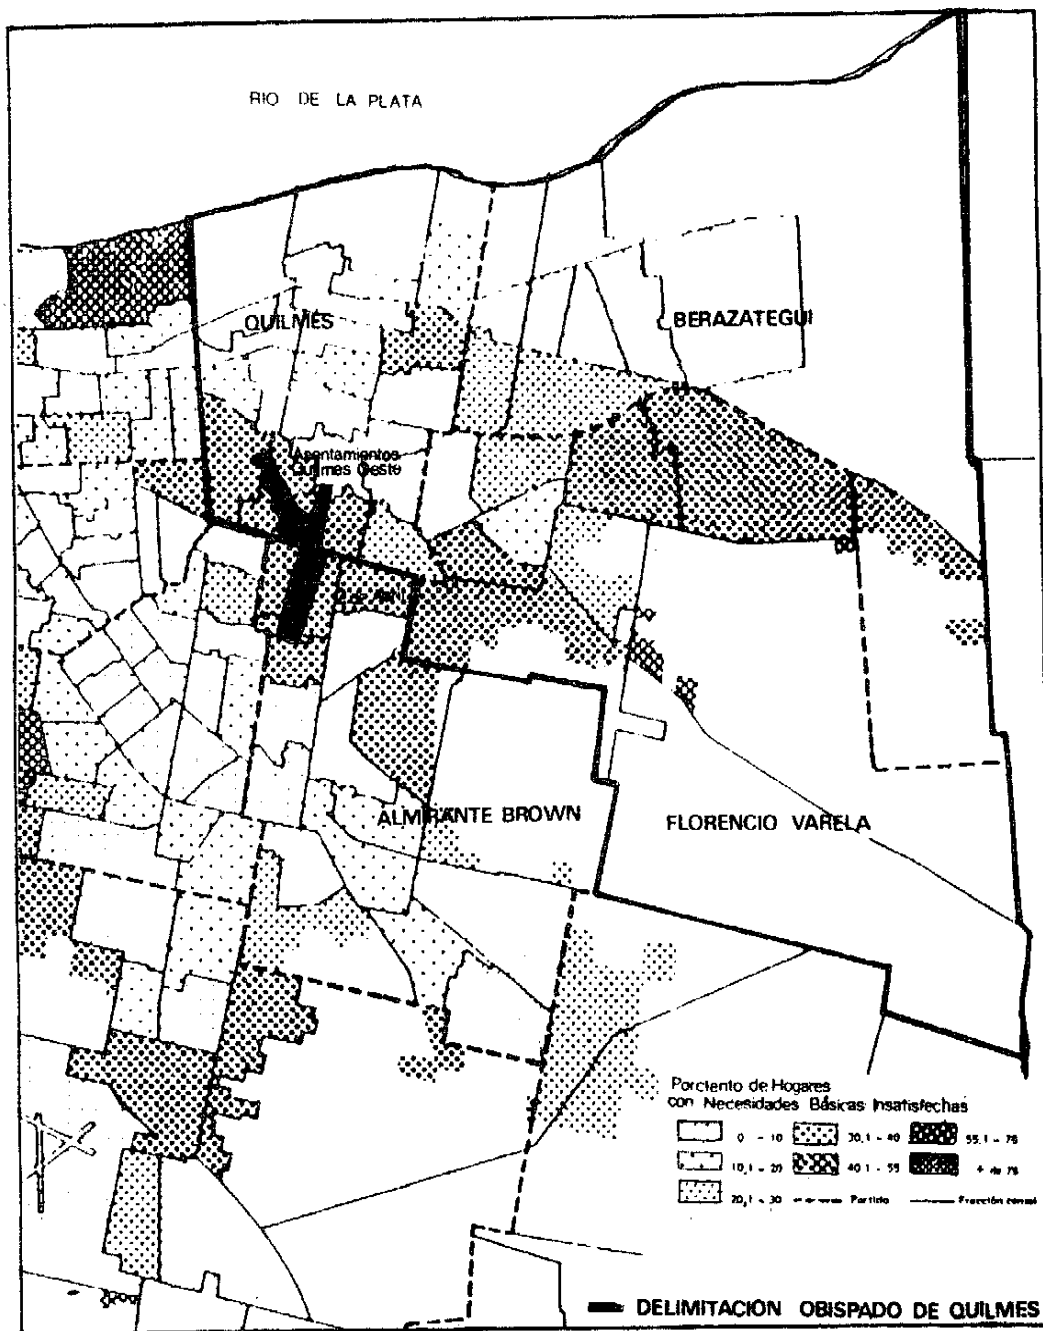 RIO DE LA PLATA
QUILMES
BERAZATEGUI
Asentamientos
Quilmes Oeste
ALMIRANTE BROWN
FLORENCIO VARELA
Porciento de Hogares
con Necesidades Básicas Insatisfechas
0 - 10 30,1 - 40 55,1 - 75
10,1 - 20 40,1 - 55 + de 75
20,1 - 30 Partido Fracción censal
DELIMITACION OBISPADO DE QUILMES